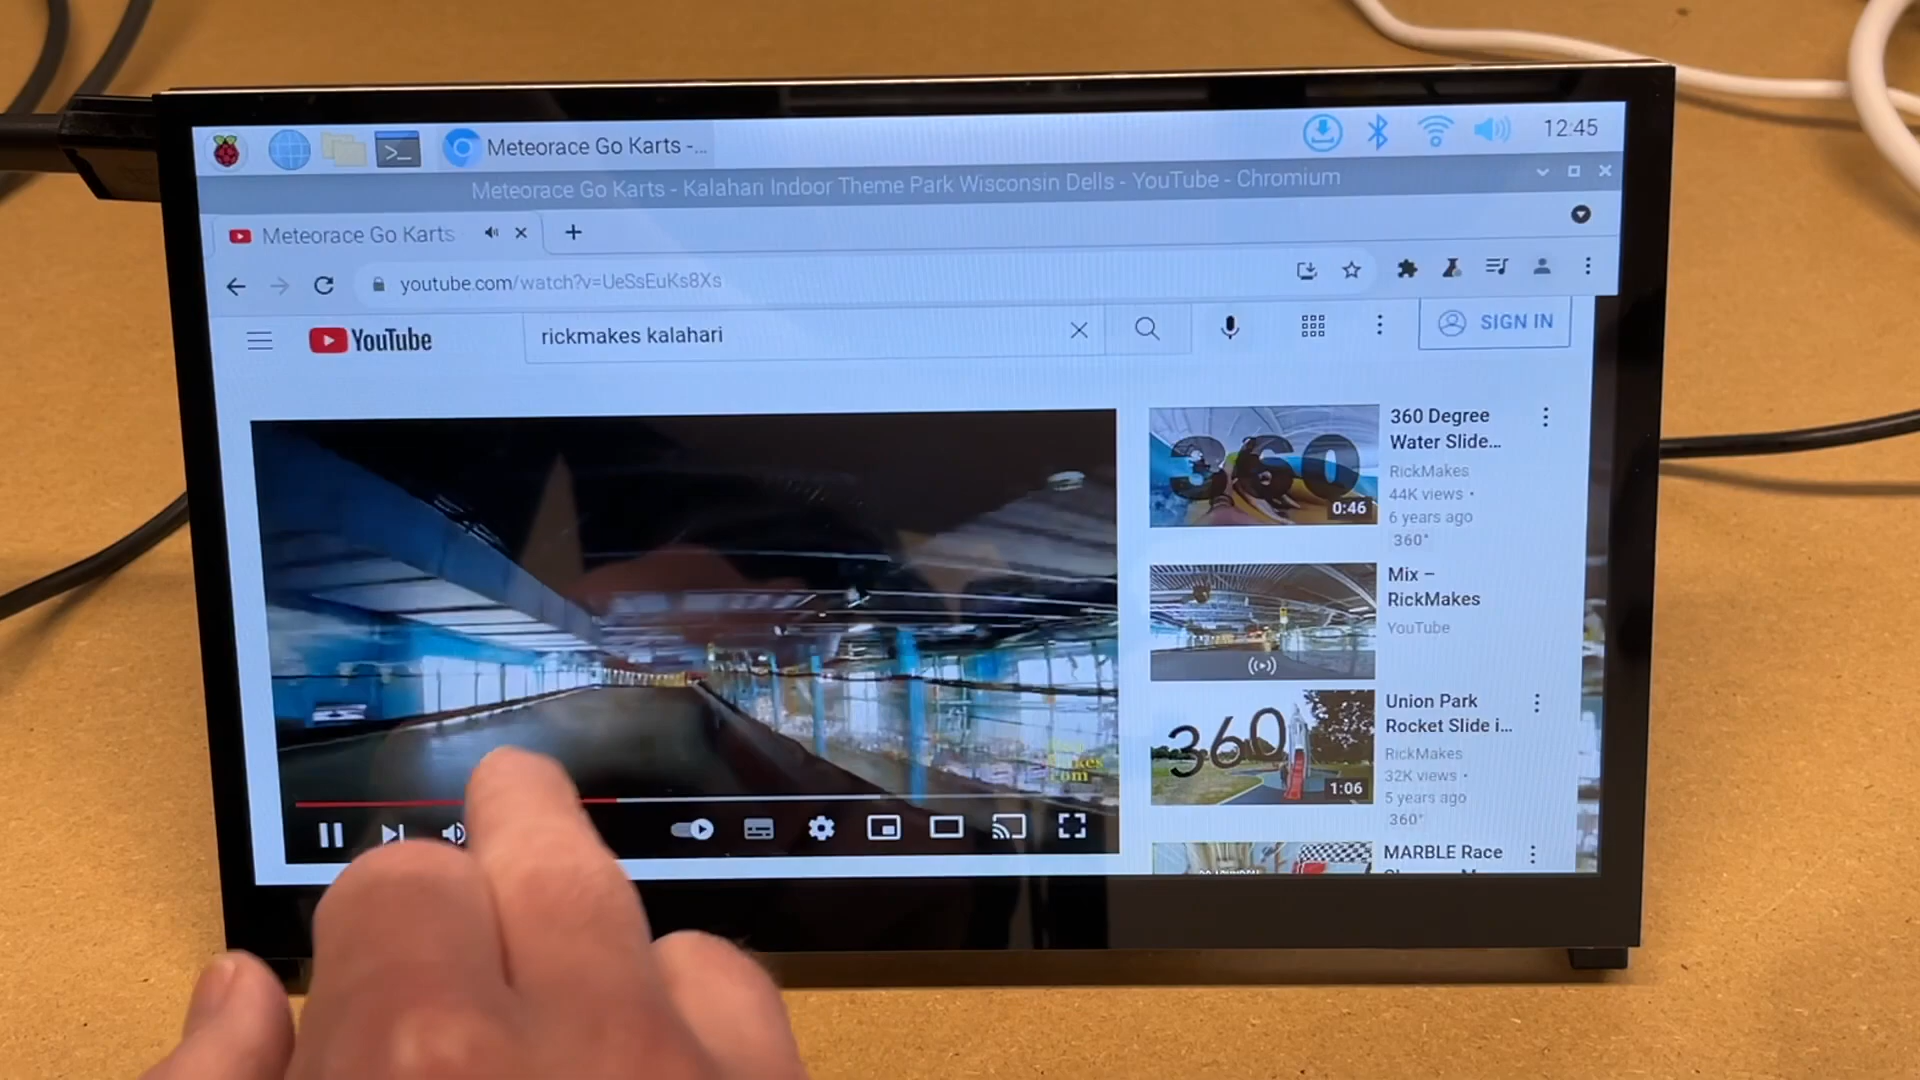 Meteorace Go Karts -...
12:45
Meteorace Go Karts - Kalahari Indoor Theme Park Wisconsin Dells - YouTube - Chromium
Meteorace Go Karts
youtube.com/watch?v=UeSsEuKs8Xs
YouTube
rickmakes kalahari
SIGN IN
360
0:46
360 Degree
Water Slide...
RickMakes
44K views •
6 years ago
360°
Mix –
RickMakes
YouTube
360
1:06
Union Park
Rocket Slide i...
RickMakes
32K views •
5 years ago
360°
MARBLE Race
.com